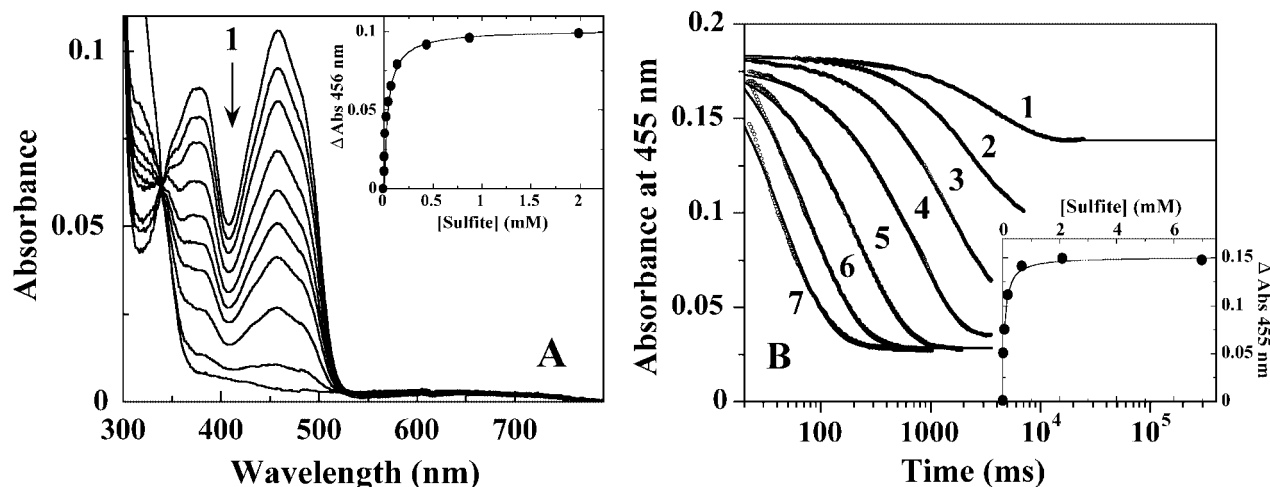 0.1
0.05
0
Absorbance
300 400 500 600 700
Wavelength (nm)
1
A
0.1
0.05
0
Δ Abs 456 nm
0 0.5 1 1.5 2
[Sulfite] (mM)
0.2
0.15
0.1
0.05
0
Absorbance at 455 nm
100 1000 10⁴ 10⁵
Time (ms)
1
2
3
4
5
6
7
B
[Sulfite] (mM)
0 2 4 6
0.15
0.10
0.05
0
Δ Abs 455 nm